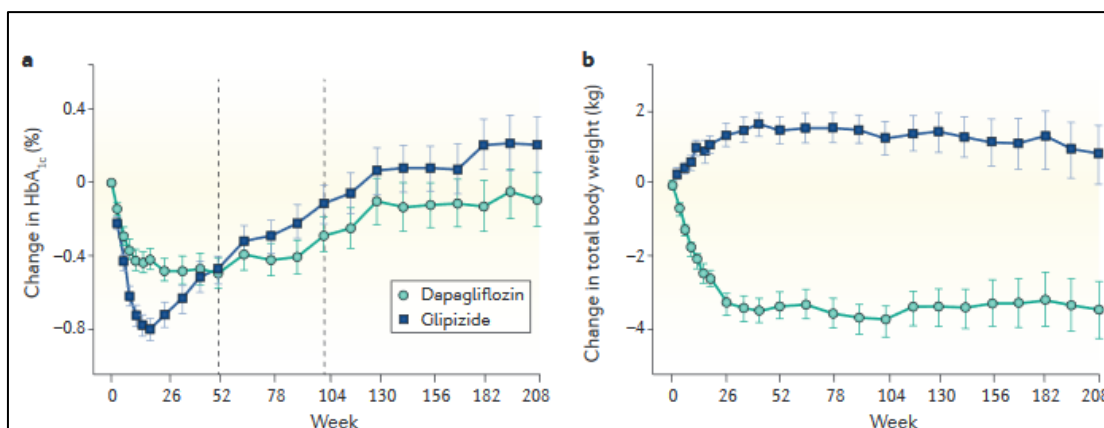 a
b
Change in HbA1c (%)
0.4
0
−0.4
−0.8
Dapagliflozin
Glipizide
0 26 52 78 104 130 156 182 208
Week
Change in total body weight (kg)
2
0
−2
−4
0 26 52 78 104 130 156 182 208
Week